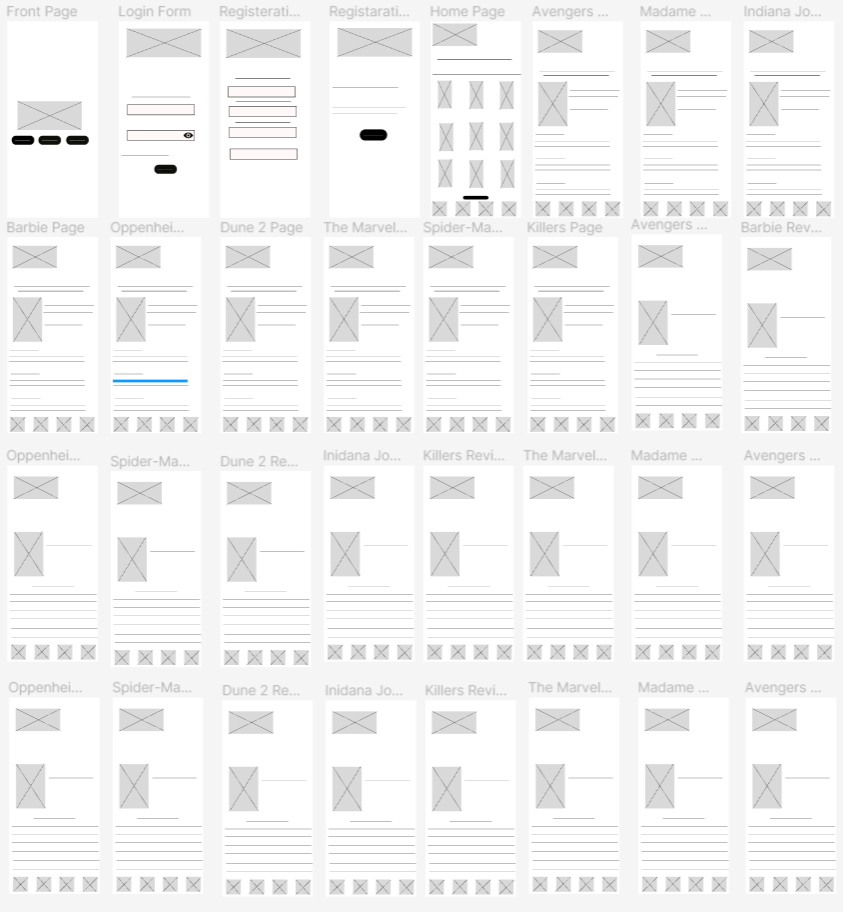 Front Page
Login Form
Registerati...
Registarati...
Home Page
Avengers ...
Madame ...
Indiana Jo...
Barbie Page
Oppenhei...
Dune 2 Page
The Marvel...
Spider-Ma...
Killers Page
Avengers ...
Barbie Rev...
Oppenhei...
Spider-Ma...
Dune 2 Re...
Inidana Jo...
Killers Revi...
The Marvel...
Madame ...
Avengers ...
Oppenhei...
Spider-Ma...
Dune 2 Re...
Inidana Jo...
Killers Revi...
The Marvel...
Madame ...
Avengers ...